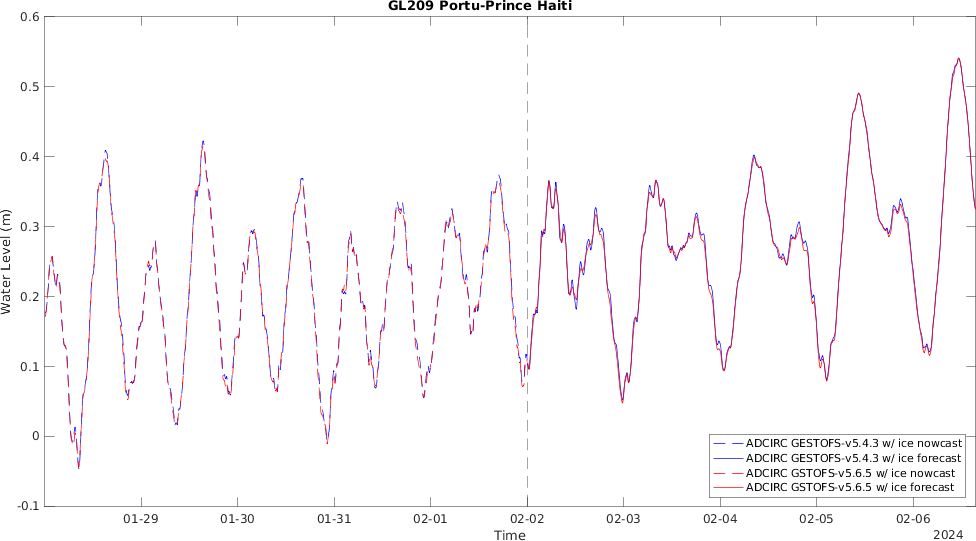 GL209 Portu-Prince Haiti
Water Level (m)
0.6
0.5
0.4
0.3
0.2
0.1
0
-0.1
01-29
01-30
01-31
02-01
02-02
02-03
02-04
02-05
02-06
Time
2024
ADCIRC GESTOFS-v5.4.3 w/ ice nowcast
ADCIRC GESTOFS-v5.4.3 w/ ice forecast
ADCIRC GSTOFS-v5.6.5 w/ ice nowcast
ADCIRC GSTOFS-v5.6.5 w/ ice forecast